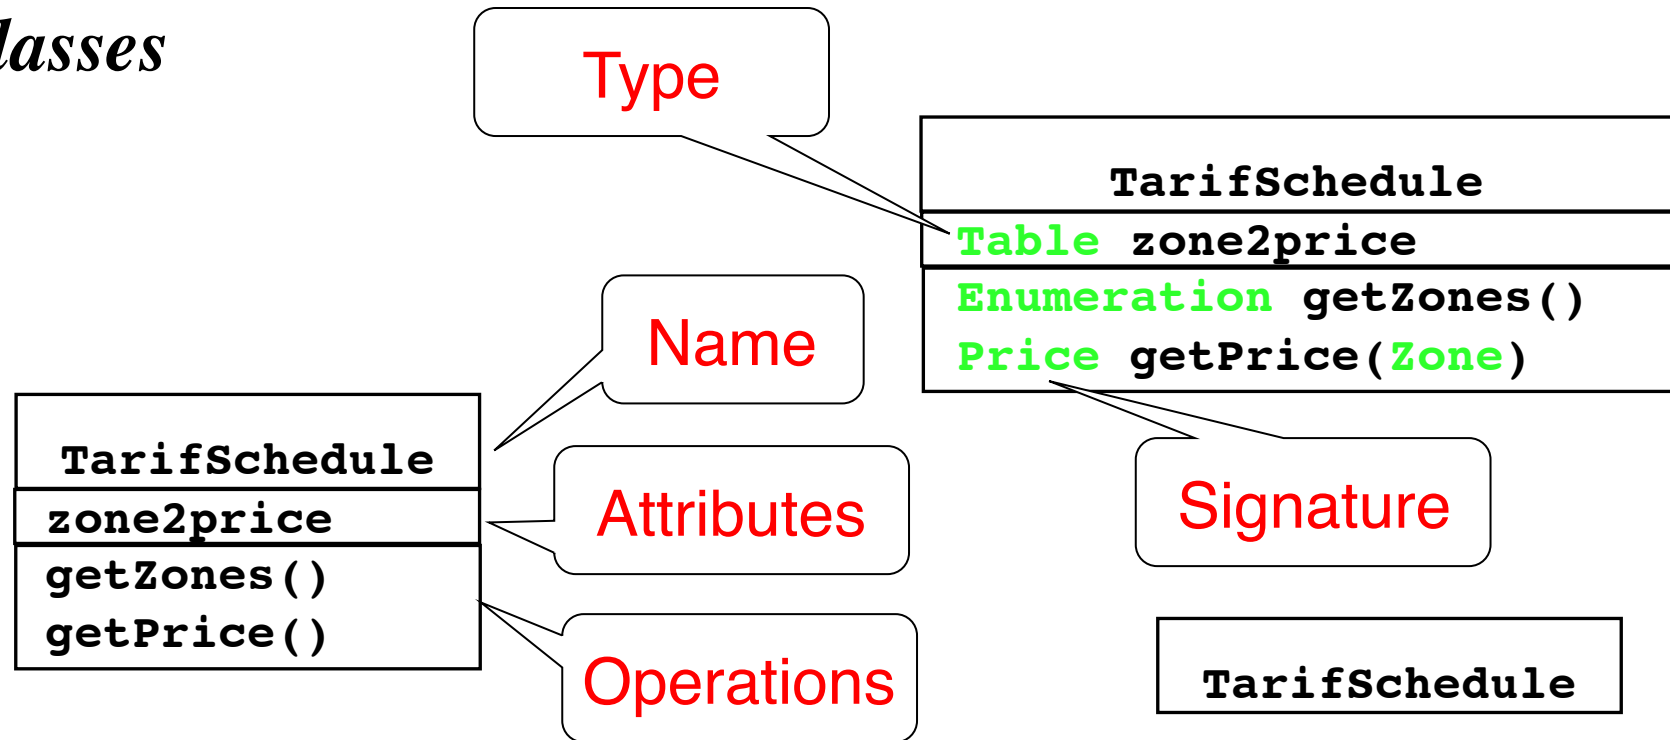 lasses
Type
TarifSchedule
Table zone2price
Enumeration getZones()
Price getPrice(Zone)
Name
TarifSchedule
zone2price
getZones()
getPrice()
Attributes
Operations
Signature
TarifSchedule